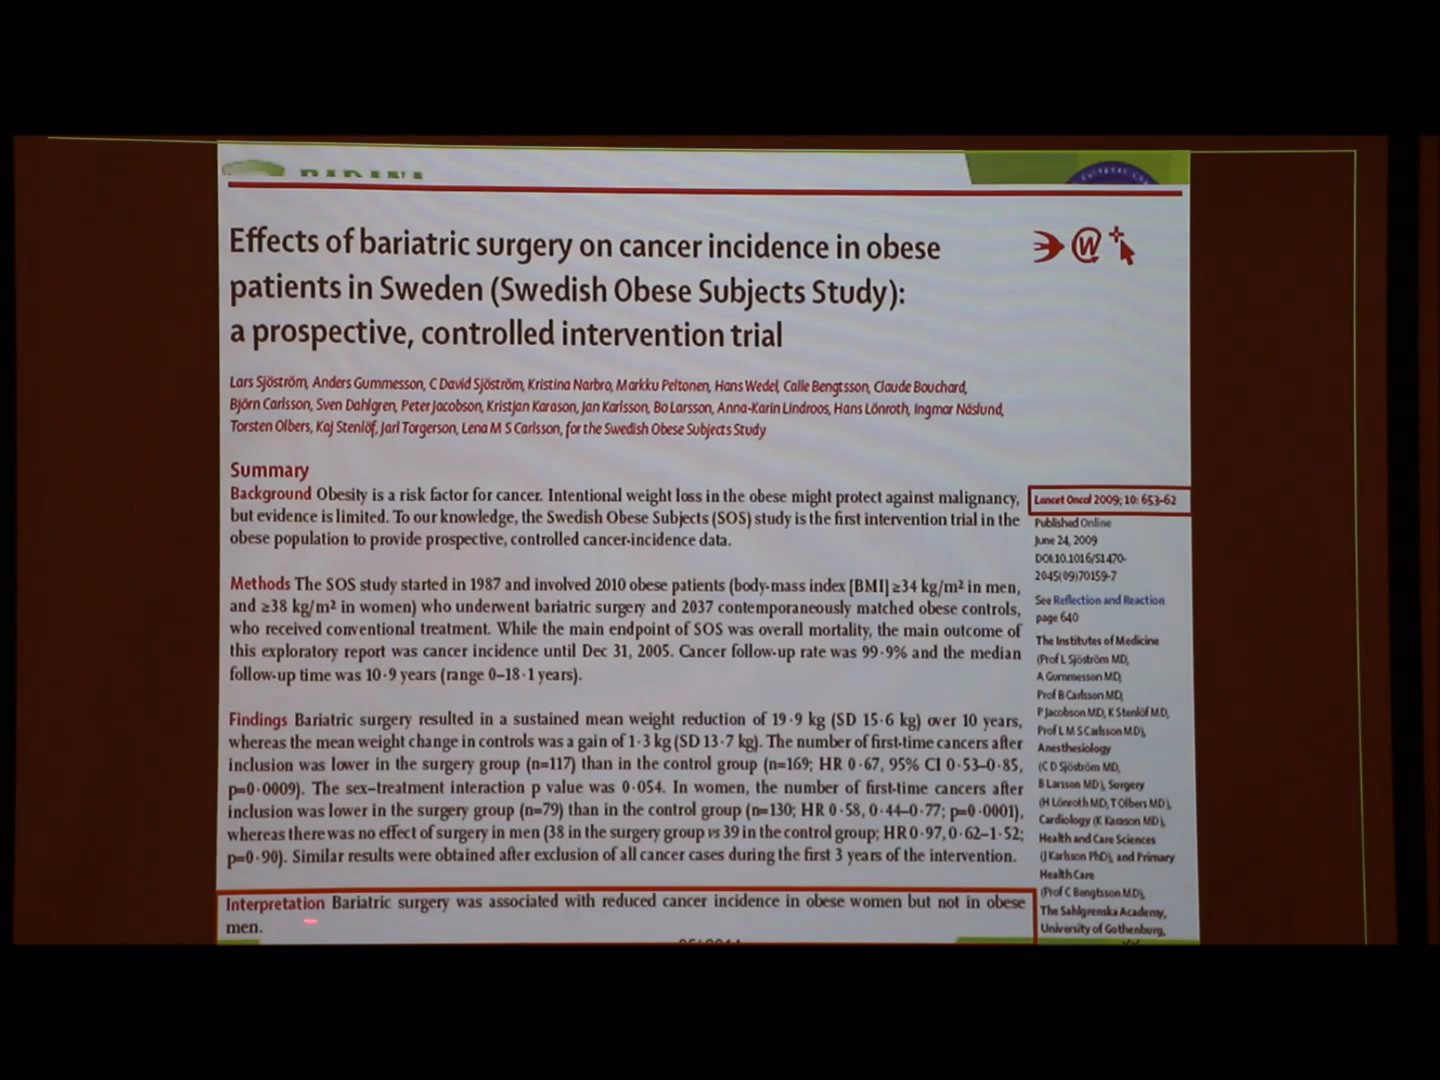 Effects of bariatric surgery on cancer incidence in obese
patients in Sweden (Swedish Obese Subjects Study):
a prospective, controlled intervention trial
Lars Sjöström, Anders Gummesson, C David Sjöström, Kristina Narbro, Markku Peltonen, Hans Wedel, Calle Bengtsson, Claude Bouchard,
Björn Carlsson, Sven Dahlgren, Peter Jacobson, Kristjan Karason, Jan Karlsson, Bo Larsson, Anna-Karin Lindroos, Hans Lönroth, Ingmar Näslund,
Torsten Olbers, Kaj Stenlöf, Jarl Torgerson, Lena M S Carlsson, for the Swedish Obese Subjects Study
Summary
Background Obesity is a risk factor for cancer. Intentional weight loss in the obese might protect against malignancy,
but evidence is limited. To our knowledge, the Swedish Obese Subjects (SOS) study is the first intervention trial in the
obese population to provide prospective, controlled cancer-incidence data.
Methods The SOS study started in 1987 and involved 2010 obese patients (body-mass index [BMI] ≥34 kg/m² in men,
and ≥38 kg/m² in women) who underwent bariatric surgery and 2037 contemporaneously matched obese controls,
who received conventional treatment. While the main endpoint of SOS was overall mortality, the main outcome of
this exploratory report was cancer incidence until Dec 31, 2005. Cancer follow-up rate was 99·9% and the median
follow-up time was 10·9 years (range 0–18·1 years).
Findings Bariatric surgery resulted in a sustained mean weight reduction of 19·9 kg (SD 15·6 kg) over 10 years,
whereas the mean weight change in controls was a gain of 1·3 kg (SD 13·7 kg). The number of first-time cancers after
inclusion was lower in the surgery group (n=117) than in the control group (n=169; HR 0·67, 95% CI 0·53–0·85,
p=0·0009). The sex–treatment interaction p value was 0·054. In women, the number of first-time cancers after
inclusion was lower in the surgery group (n=79) than in the control group (n=130; HR 0·58, 0·44–0·77; p=0·0001),
whereas there was no effect of surgery in men (38 in the surgery group vs 39 in the control group; HR 0·97, 0·62–1·52;
p=0·90). Similar results were obtained after exclusion of all cancer cases during the first 3 years of the intervention.
Interpretation Bariatric surgery was associated with reduced cancer incidence in obese women but not in obese
men.
Lancet Oncol 2009; 10: 653–62
Published Online
June 24, 2009
DOI:10.1016/S1470-
2045(09)70159-7
See Reflection and Reaction
page 640
The Institutes of Medicine
(Prof L Sjöström MD,
A Gummesson MD,
Prof B Carlsson MD,
P Jacobson MD, K Stenlöf MD,
Prof L M S Carlsson MD),
Anesthesiology
(C D Sjöström MD,
B Larsson MD), Surgery
(H Lönroth MD, T Olbers MD),
Cardiology (K Karason MD),
Health and Care Sciences
(J Karlsson PhD), and Primary
Health Care
(Prof C Bengtsson MD),
The Sahlgrenska Academy,
University of Gothenburg,